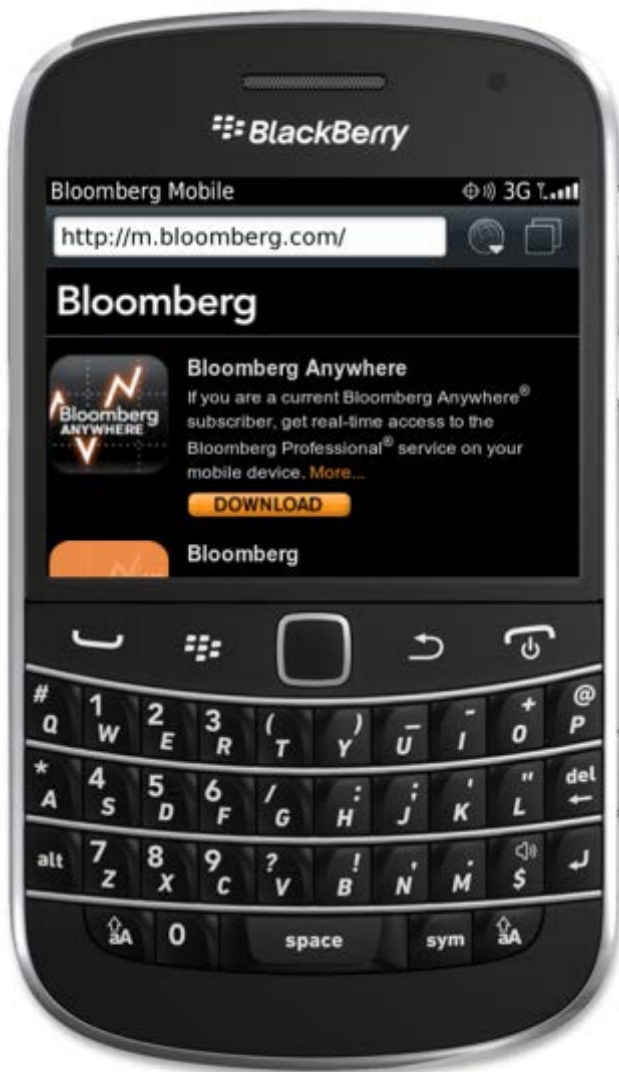 BlackBerry
Bloomberg Mobile 3G
http://m.bloomberg.com/
Bloomberg
Bloomberg Anywhere
If you are a current Bloomberg Anywhere®
subscriber, get real-time access to the
Bloomberg Professional® service on your
mobile device. More...
DOWNLOAD
Bloomberg
ANYWHERE
Bloomberg
# Q 1 W 2 E 3 R ( T ) Y _ U - I + O @ P
* A 4 S 5 D 6 F / G : H ; J ' K " L del
alt 7 Z 8 X 9 C ? V ! B , N . M $
aA 0 space sym aA